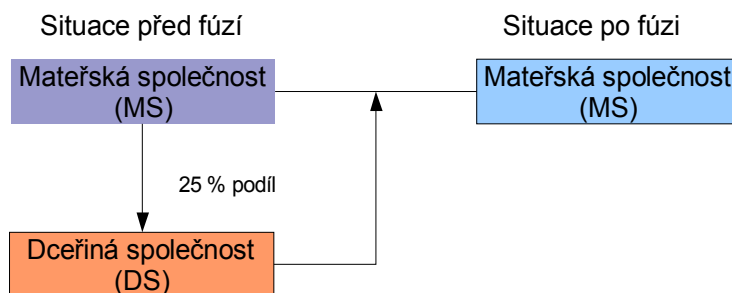 Situace před fúzí
Situace po fúzi
Mateřská společnost
(MS)
Mateřská společnost
(MS)
25 % podíl
Dceřiná společnost
(DS)